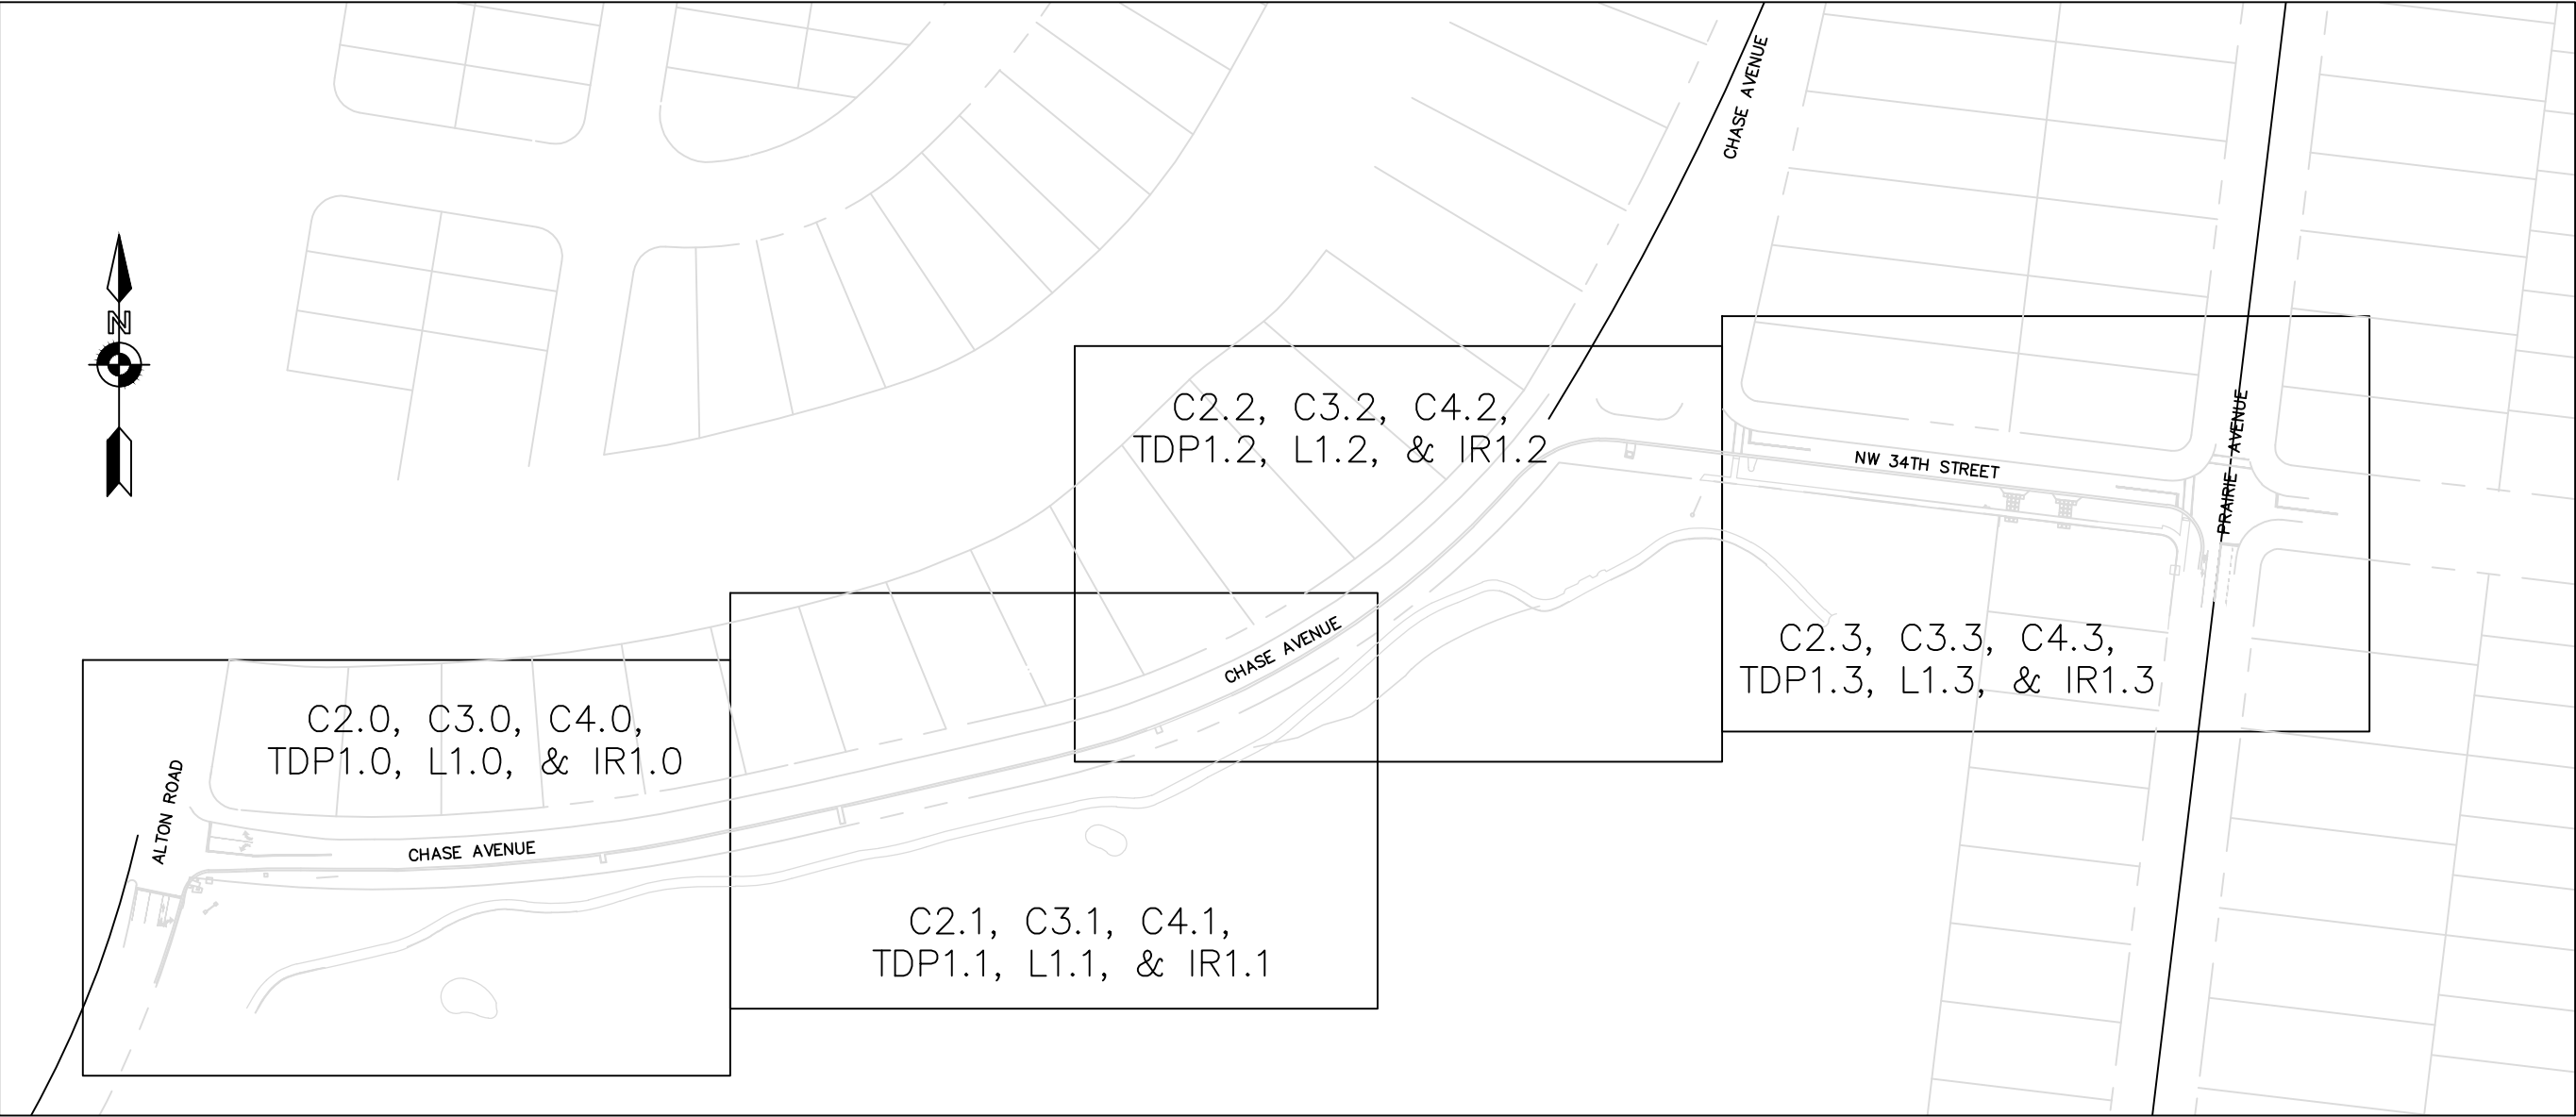 CHASE AVENUE
N
C2.2, C3.2, C4.2,
TDP1.2, L1.2, & IR1.2
NW 34TH STREET
PRAIRIE AVENUE
CHASE AVENUE
C2.3, C3.3, C4.3,
TDP1.3, L1.3, & IR1.3
C2.0, C3.0, C4.0,
TDP1.0, L1.0, & IR1.0
ALTON ROAD
CHASE AVENUE
C2.1, C3.1, C4.1,
TDP1.1, L1.1, & IR1.1